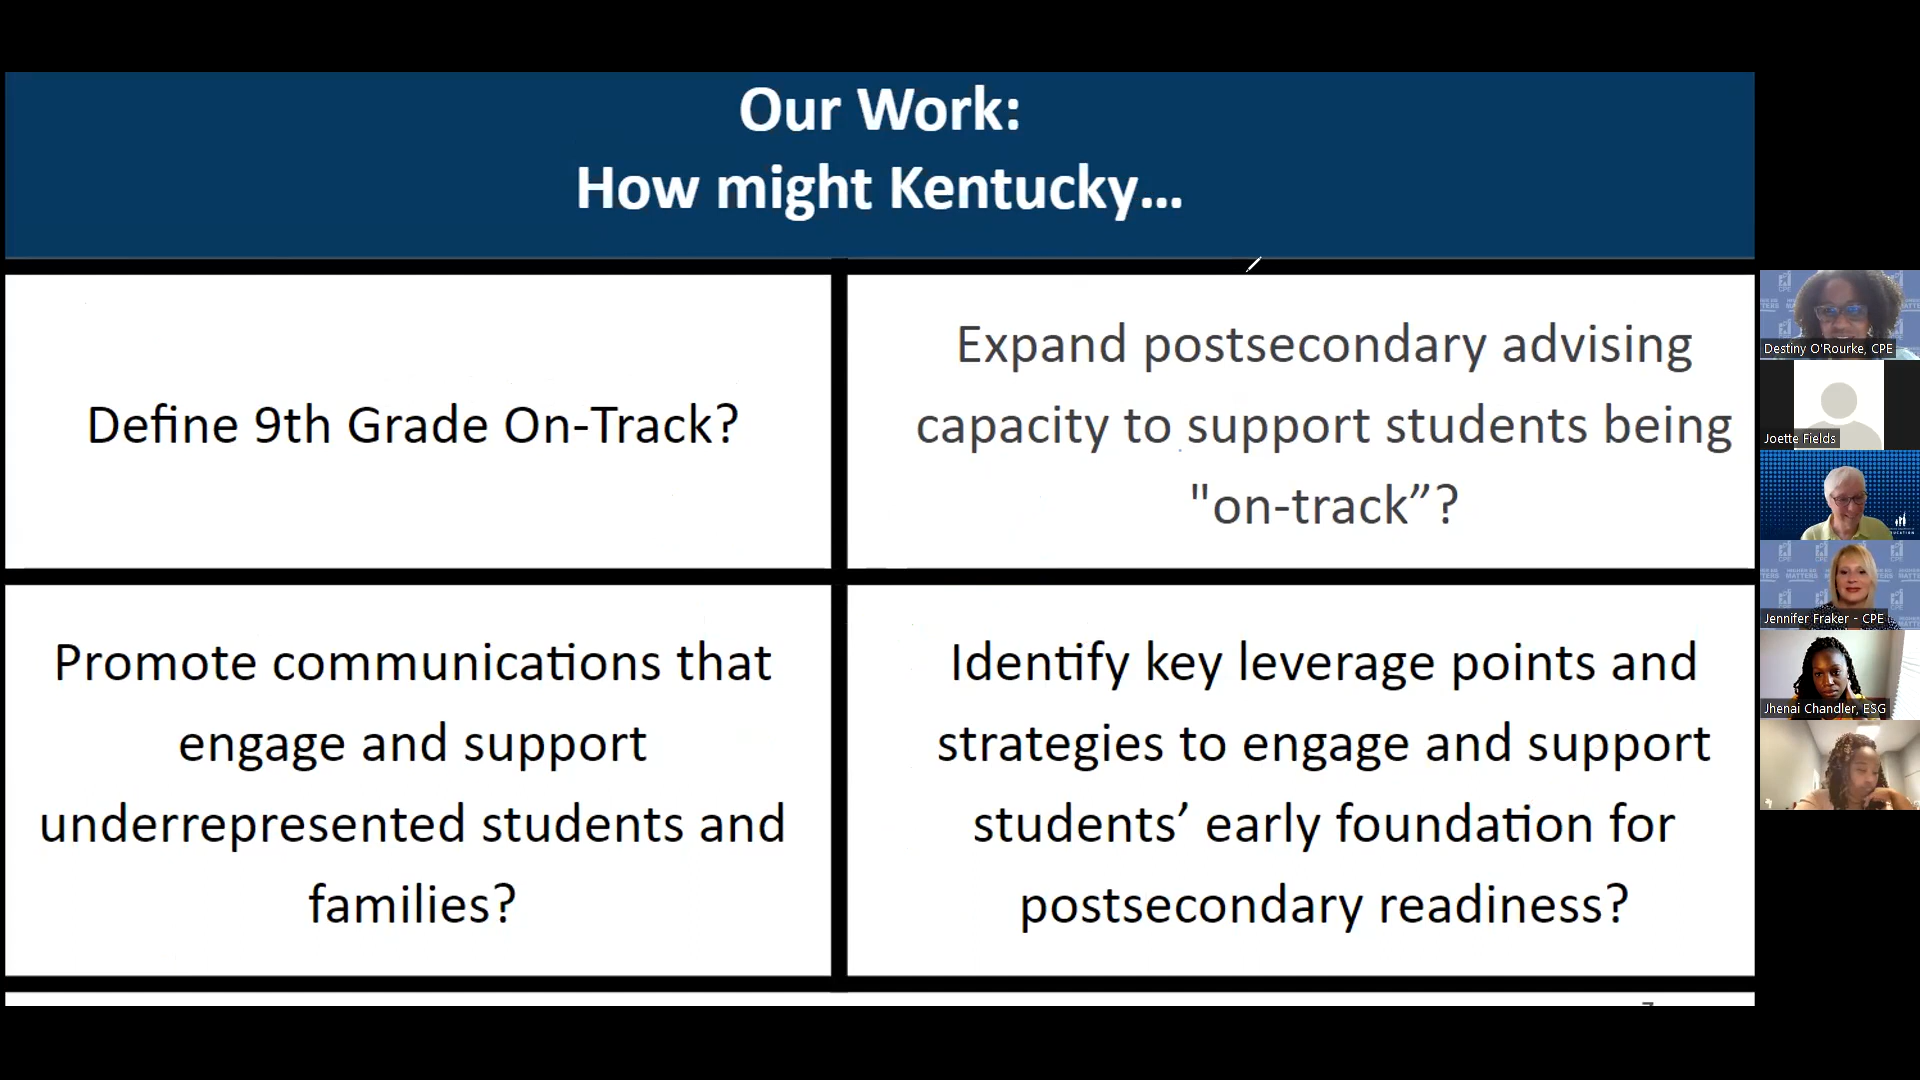 Our Work:
How might Kentucky...
Define 9th Grade On-Track?
Expand postsecondary advising
capacity to support students being
"on-track”?
Promote communications that
engage and support
underrepresented students and
families?
Identify key leverage points and
strategies to engage and support
students’ early foundation for
postsecondary readiness?
Destiny O'Rourke, CPE
Joette Fields
Jennifer Fraker - CPE
MATTERS
Jhenai Chandler, ESG